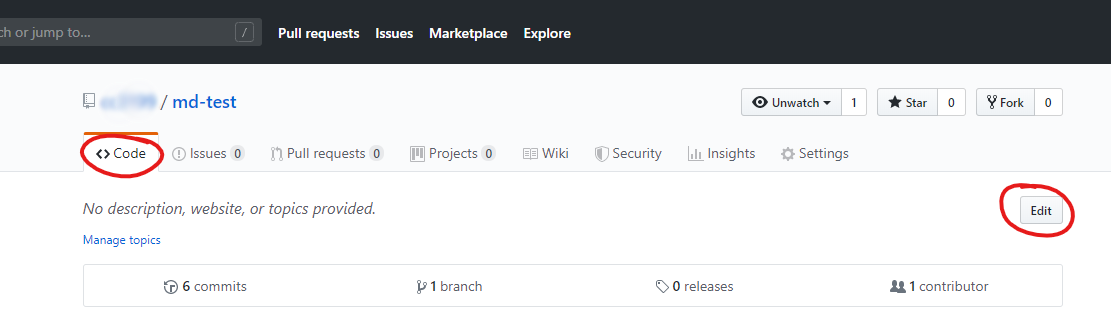 ch or jump to... / Pull requests Issues Marketplace Explore
/ md-test Unwatch 1 Star 0 Fork 0
Code Issues 0 Pull requests 0 Projects 0 Wiki Security Insights Settings
No description, website, or topics provided. Edit
Manage topics
6 commits 1 branch 0 releases 1 contributor